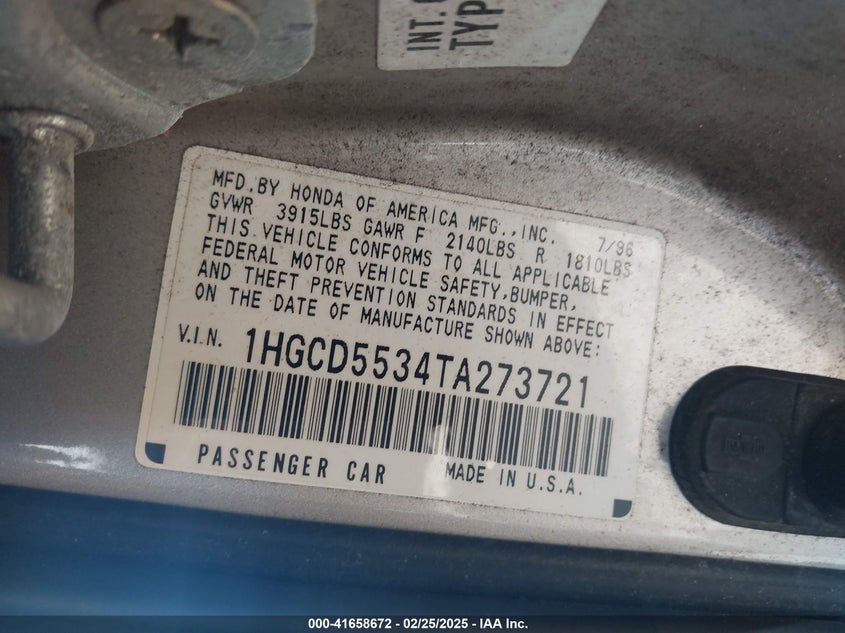 INT. C
TYP
MFD. BY HONDA OF AMERICA MFG., INC. 7/96
GVWR 3915LBS GAWR F 2140LBS R 1810LBS
THIS VEHICLE CONFORMS TO ALL APPLICABLE
FEDERAL MOTOR VEHICLE SAFETY, BUMPER,
AND THEFT PREVENTION STANDARDS IN EFFECT
ON THE DATE OF MANUFACTURE SHOWN ABOVE:
V.I.N. 1HGCD5534TA273721
PASSENGER CAR MADE IN U.S.A.
000-41658672 - 02/25/2025 - IAA Inc.